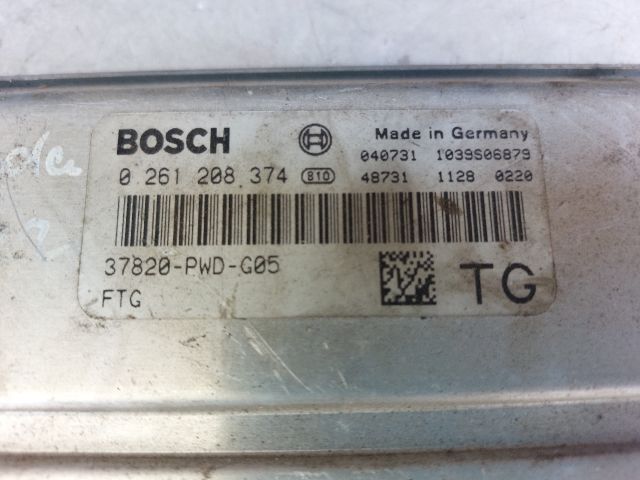 BOSCH Made in Germany
040731 1039S06879
0 261 208 374 810 48731 1128 0220
37820-PWD-G05
FTG TG